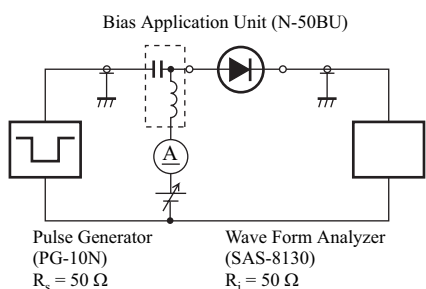 Bias Application Unit (N-50BU)
A
Pulse Generator
(PG-10N)
Rs = 50 Ω
Wave Form Analyzer
(SAS-8130)
Ri = 50 Ω